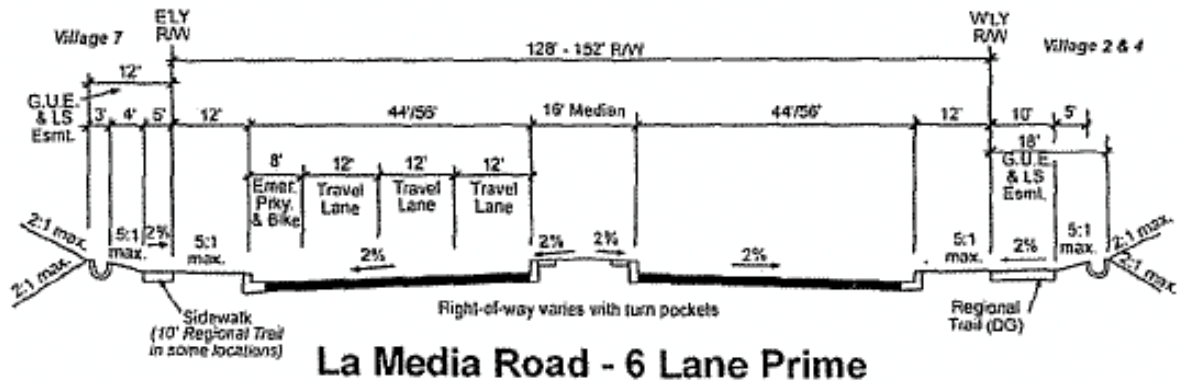 E'LY
R/W
W'LY
R/W
Village 7
128' - 152' R/W
Village 2 & 4
12'
G.U.E.
& LS
Esmt.
3'
4'
5'
12'
44'/56'
16' Median
44'/56'
12'
10'
5'
18'
G.U.E.
& LS
Esmt.
8'
12'
12'
12'
Emer.
Prky.
& Bike
Travel
Lane
Travel
Lane
Travel
Lane
2:1 max.
2:1 max.
5:1
max.
2%
5:1
max.
2%
2%
2%
2%
5:1
max.
2%
5:1
max.
2:1 max.
2:1 max.
Sidewalk
(10' Regional Trail
in some locations)
Right-of-way varies with turn pockets
Regional
Trail (DG)
La Media Road - 6 Lane Prime